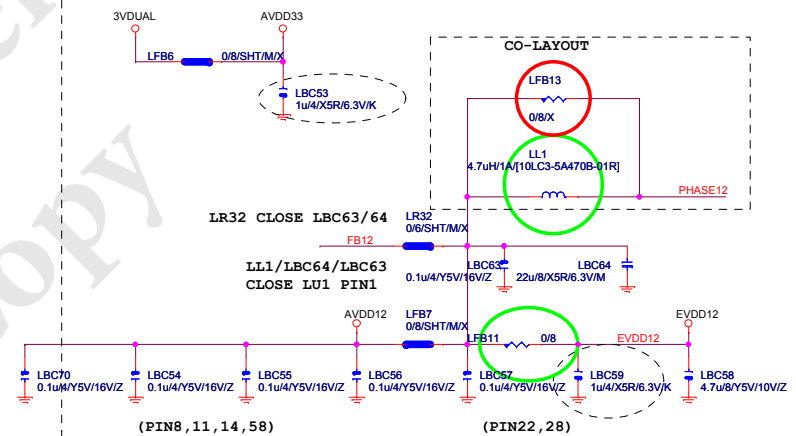 3VDUAL
AVDD33
LFB6
0/8/SHT/M/X
LBC53
1u/4/X5R/6.3V/K
CO-LAYOUT
LFB13
0/8/X
LL1
4.7uH/1A/[10LC3-5A470B-01R]
PHASE12
LR32 CLOSE LBC63/64
LR32
0/6/SHT/M/X
FB12
LL1/LBC64/LBC63
CLOSE LU1 PIN1
LBC63
0.1u/4/Y5V/16V/Z
LBC64
22u/8/X5R/6.3V/M
AVDD12
LFB7
0/8/SHT/M/X
LFB11
0/8
EVDD12
EVDD12
LBC70
0.1u/4/Y5V/16V/Z
LBC54
0.1u/4/Y5V/16V/Z
LBC55
0.1u/4/Y5V/16V/Z
LBC56
0.1u/4/Y5V/16V/Z
LBC57
0.1u/4/Y5V/16V/Z
LBC59
1u/4/X5R/6.3V/K
LBC58
4.7u/8/Y5V/10V/Z
(PIN8,11,14,58)
(PIN22,28)
opy